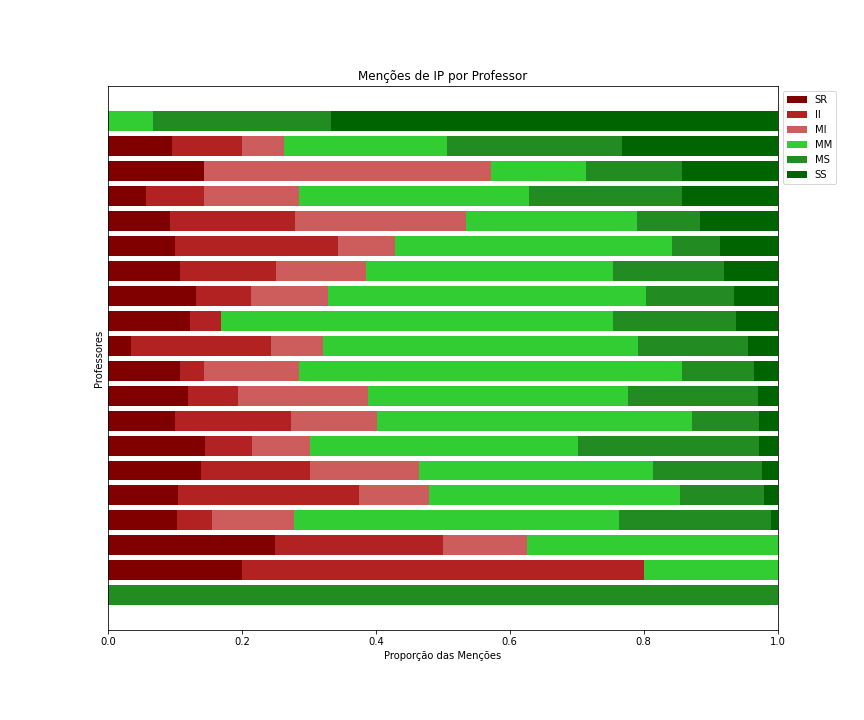 Menções de IP por Professor
SR
II
MI
MM
MS
SS
Professores
0.0 0.2 0.4 0.6 0.8 1.0
Proporção das Menções